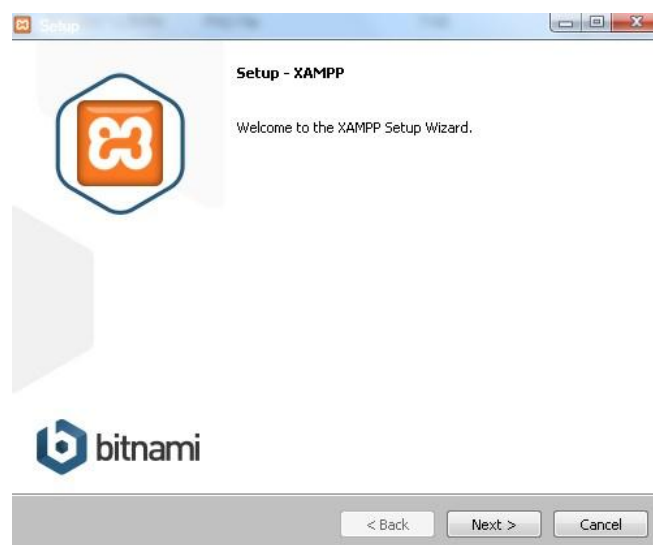 Setup
Setup - XAMPP
Welcome to the XAMPP Setup Wizard.
bitnami
< Back
Next >
Cancel